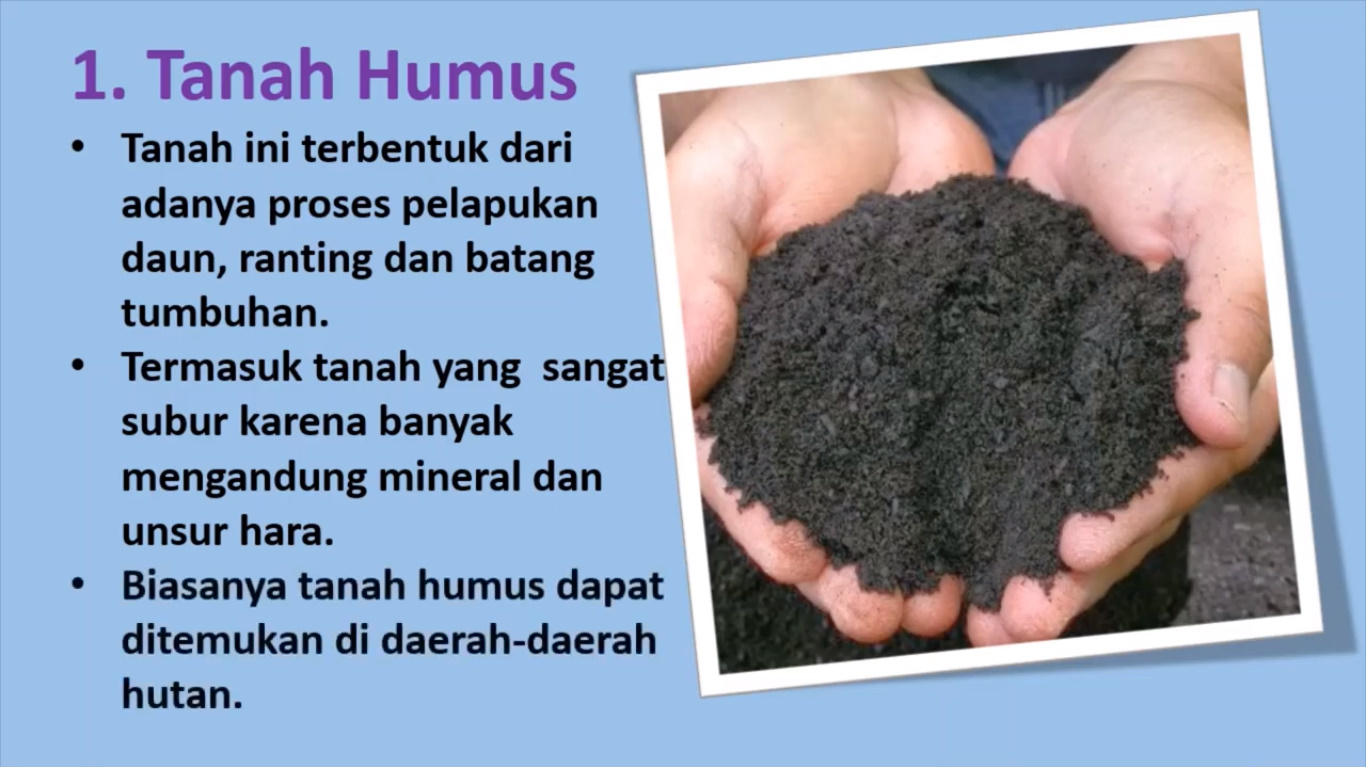 1. Tanah Humus
• Tanah ini terbentuk dari
adanya proses pelapukan
daun, ranting dan batang
tumbuhan.
• Termasuk tanah yang  sangat
subur karena banyak
mengandung mineral dan
unsur hara.
• Biasanya tanah humus dapat
ditemukan di daerah-daerah
hutan.